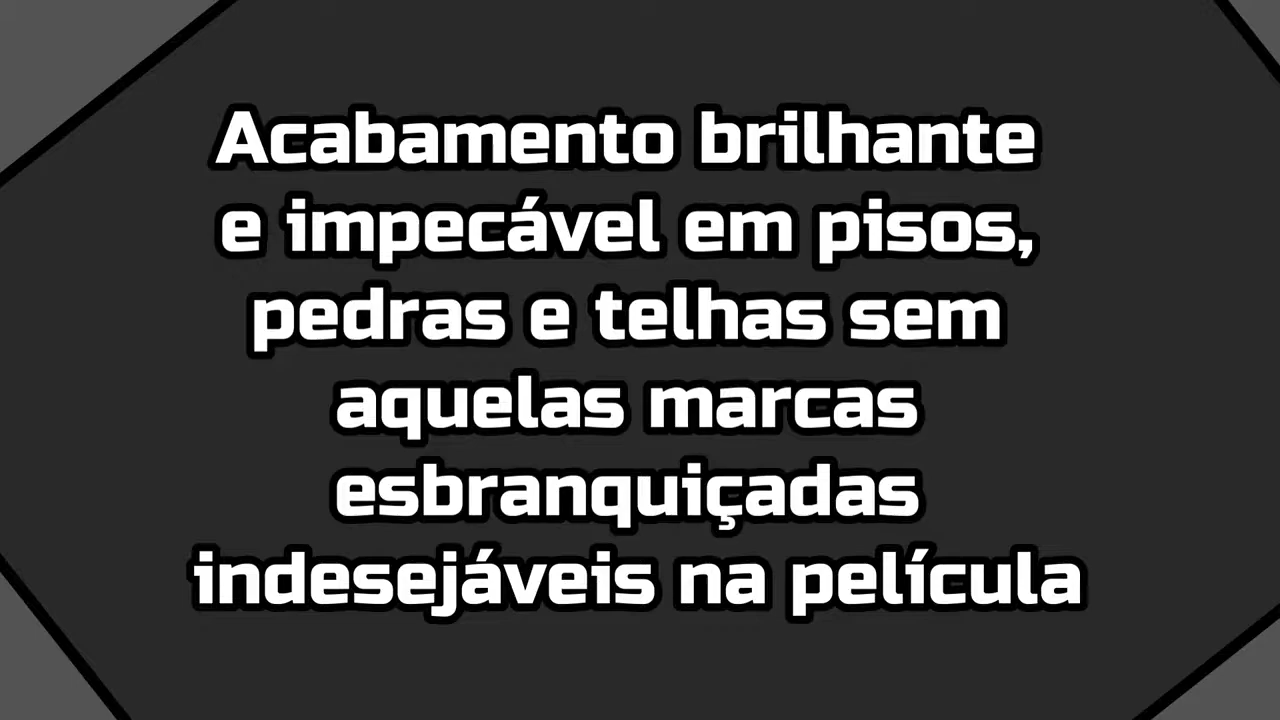 Acabamento brilhante
e impecável em pisos,
pedras e telhas sem
aquelas marcas
esbranquiçadas
indesejáveis na película